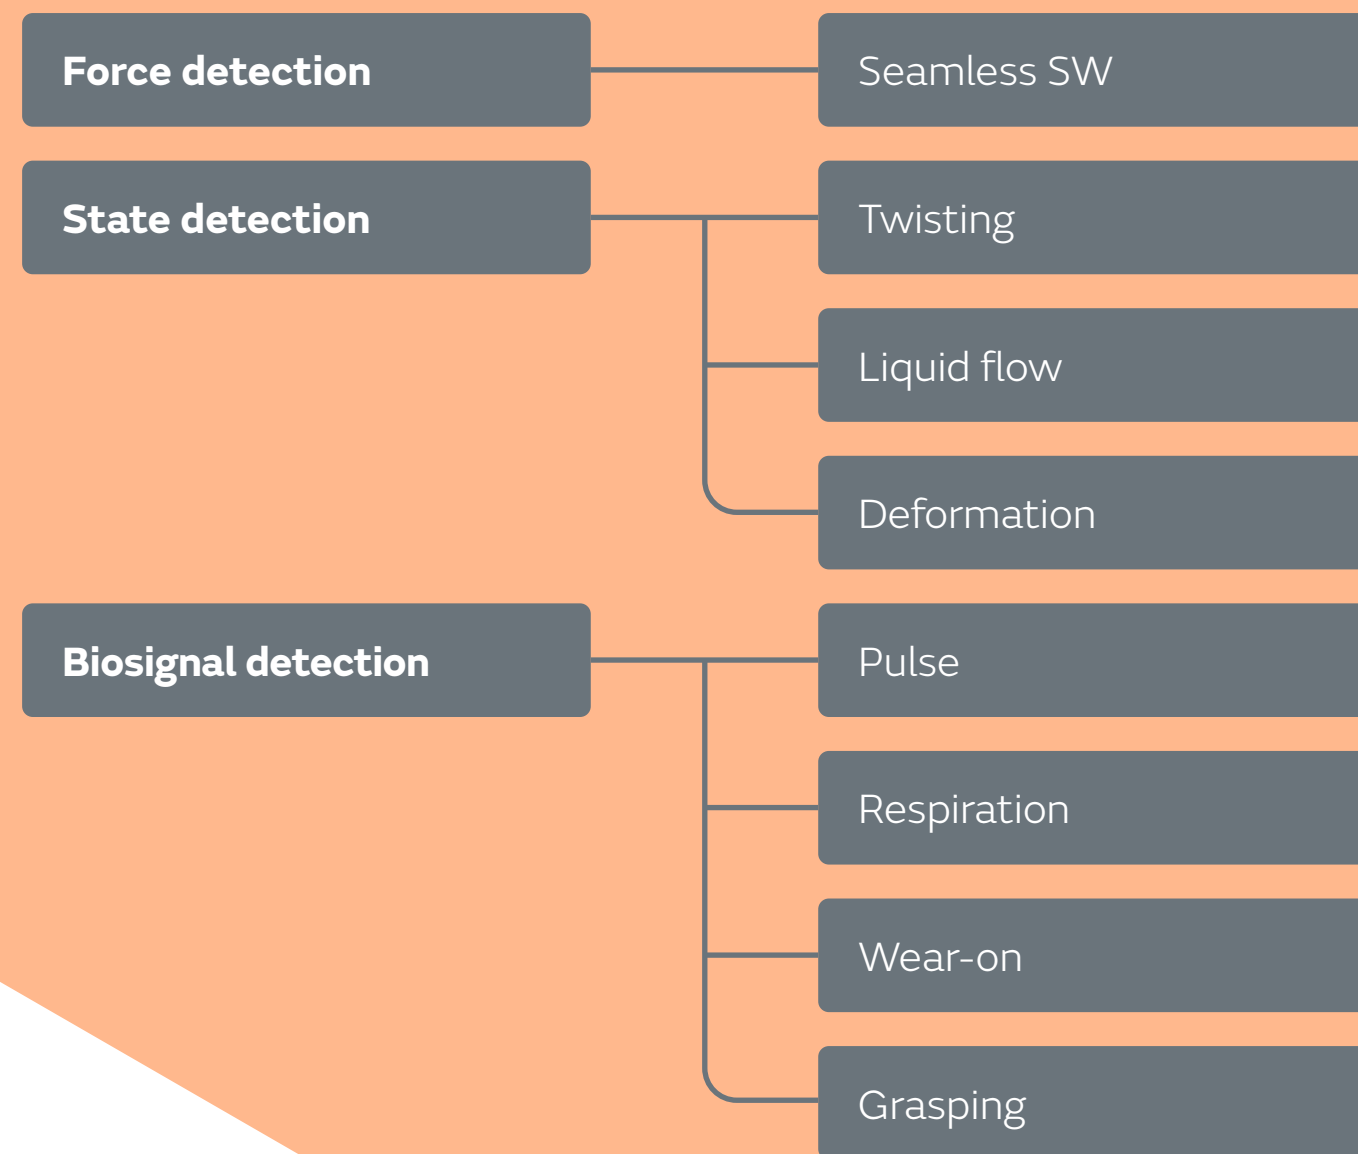 Force detection
Seamless SW
State detection
Twisting
Liquid flow
Deformation
Biosignal detection
Pulse
Respiration
Wear-on
Grasping